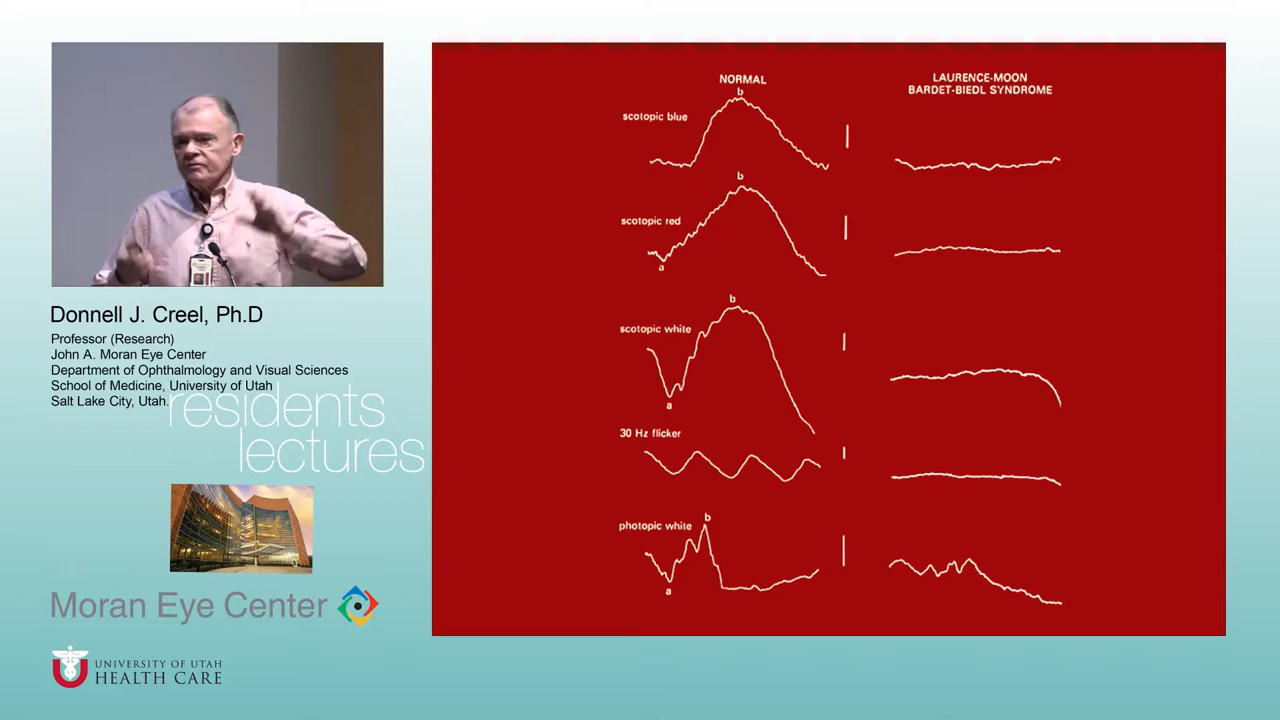 Donnell J. Creel, Ph.D
Professor (Research)
John A. Moran Eye Center
Department of Ophthalmology and Visual Sciences
School of Medicine, University of Utah
Salt Lake City, Utah.
residents
lectures
Moran Eye Center
UNIVERSITY OF UTAH
HEALTH CARE
NORMAL
LAURENCE-MOON
BARDET-BIEDL SYNDROME
b
scotopic blue
b
scotopic red
a
b
scotopic white
a
30 Hz flicker
b
photopic white
a